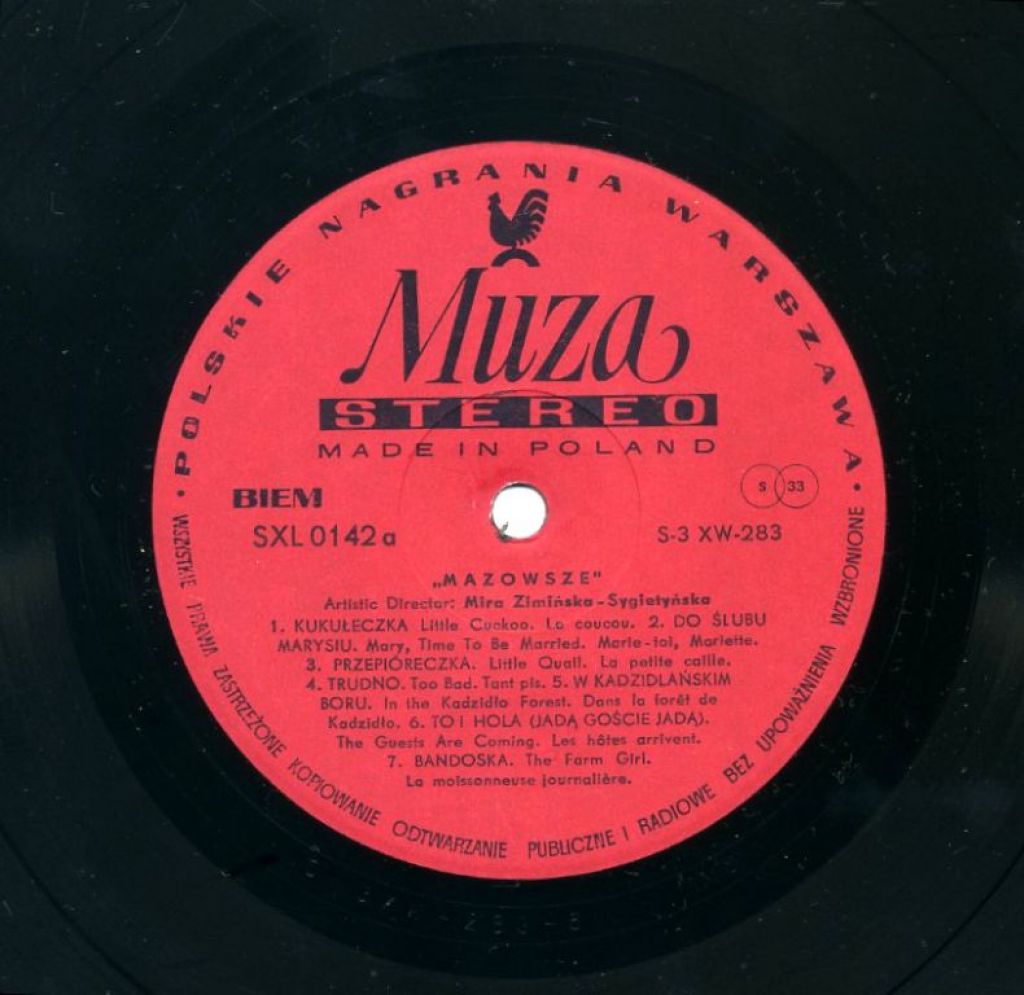 • POLSKIE NAGRANIA WARSZAWA •
Muza
STEREO
MADE IN POLAND
BIEM
S 33
SXL 0142 a
S-3 XW-283
„MAZOWSZE"
Artistic Director: Mira Zimińska-Sygietyńska
1. KUKUŁECZKA Little Cuckoo. Lo coucou. 2. DO ŚLUBU
MARYSIU. Mary, Time To Be Married. Marie-toi, Mariette.
3. PRZEPIÓRECZKA. Little Quail. La petite caille.
4. TRUDNO. Too Bad. Tant pis. 5. W KADZIDLAŃSKIM
BORU. In the Kadzidło Forest. Dans la forêt de
Kadzidło. 6. TO I HOLA (JADĄ GOŚCIE JADĄ).
The Guests Are Coming. Les hôtes arrivent.
7. BANDOSKA. The Farm Girl.
La moissonneuse journalière.
WSZYSTKIE PRAWA ZASTRZEŻONE KOPIOWANIE ODTWARZANIE PUBLICZNE I RADIOWE BEZ UPOWAŻNIENIA WZBRONIONE